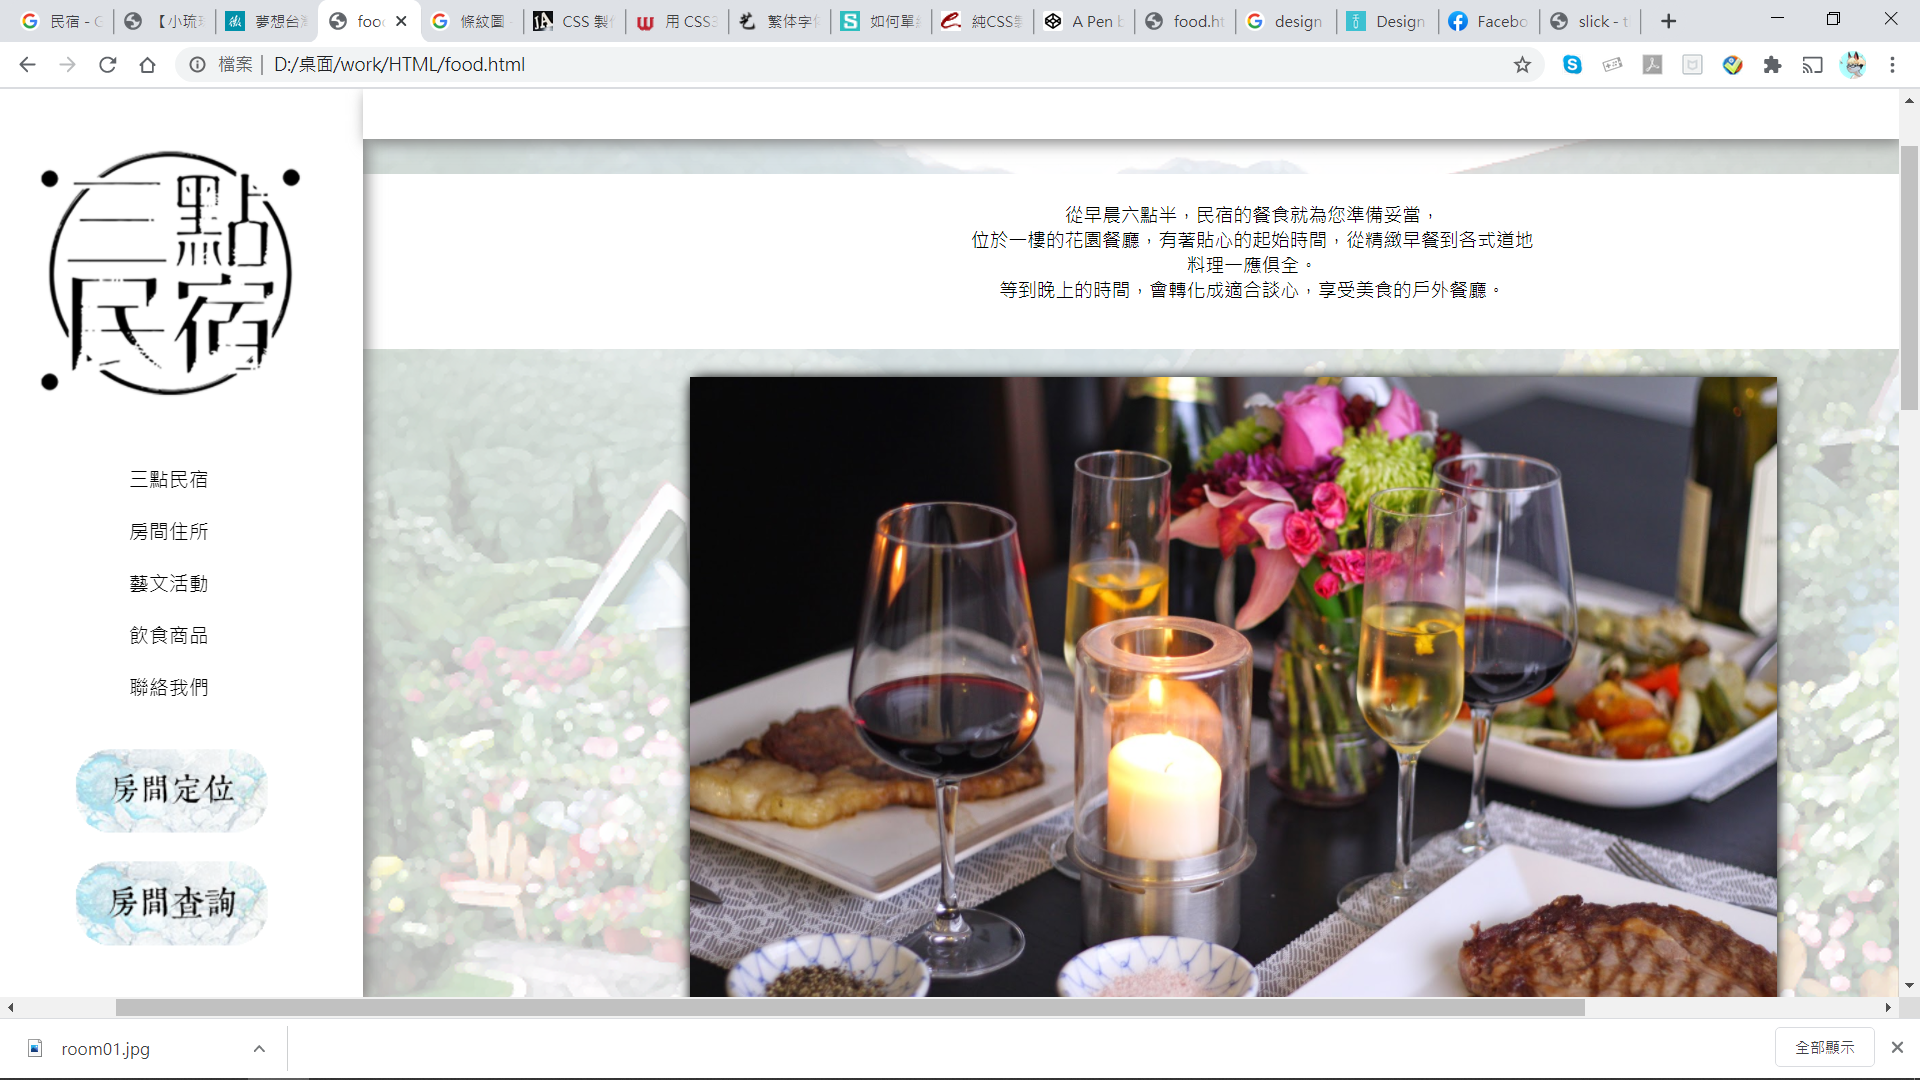 民宿 - G
【小琉球
夢想台灣
food
條紋圖 -
CSS 製作
用 CSS3
繁体字体
如何單純
純CSS製
A Pen b
food.ht
design
Design
Facebo
slick - t
檔案 | D:/桌面/work/HTML/food.html
三點
民宿
三點民宿
房間住所
藝文活動
飲食商品
聯絡我們
房間定位
房間查詢
從早晨六點半，民宿的餐食就為您準備妥當，
位於一樓的花園餐廳，有著貼心的起始時間，從精緻早餐到各式道地
料理一應俱全。
等到晚上的時間，會轉化成適合談心，享受美食的戶外餐廳。
room01.jpg
全部顯示